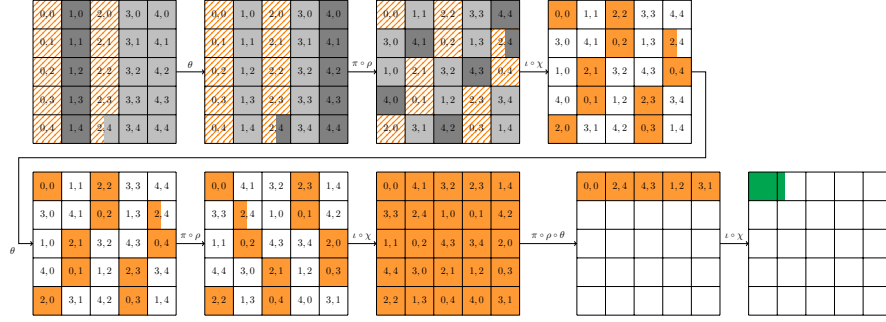 0,0 1,0 2,0 3,0 4,0 0,0 1,0 2,0 3,0 4,0 0,0 1,1 2,2 3,3 4,4 0,0 1,1 2,2 3,3 4,4
0,1 1,1 2,1 3,1 4,1 0,1 1,1 2,1 3,1 4,1 3,0 4,1 0,2 1,3 2,4 3,0 4,1 0,2 1,3 2,4
θ π∘ρ ι∘χ
0,2 1,2 2,2 3,2 4,2 0,2 1,2 2,2 3,2 4,2 1,0 2,1 3,2 4,3 0,4 1,0 2,1 3,2 4,3 0,4
0,3 1,3 2,3 3,3 4,3 0,3 1,3 2,3 3,3 4,3 4,0 0,1 1,2 2,3 3,4 4,0 0,1 1,2 2,3 3,4
0,4 1,4 2,4 3,4 4,4 0,4 1,4 2,4 3,4 4,4 2,0 3,1 4,2 0,3 1,4 2,0 3,1 4,2 0,3 1,4
0,0 1,1 2,2 3,3 4,4 0,0 4,1 3,2 2,3 1,4 0,0 4,1 3,2 2,3 1,4 0,0 2,4 4,3 1,2 3,1
3,0 4,1 0,2 1,3 2,4 3,3 2,4 1,0 0,1 4,2 3,3 2,4 1,0 0,1 4,2
θ π∘ρ ι∘χ π∘ρ∘θ ι∘χ
1,0 2,1 3,2 4,3 0,4 1,1 0,2 4,3 3,4 2,0 1,1 0,2 4,3 3,4 2,0
4,0 0,1 1,2 2,3 3,4 4,4 3,0 2,1 1,2 0,3 4,4 3,0 2,1 1,2 0,3
2,0 3,1 4,2 0,3 1,4 2,2 1,3 0,4 4,0 3,1 2,2 1,3 0,4 4,0 3,1